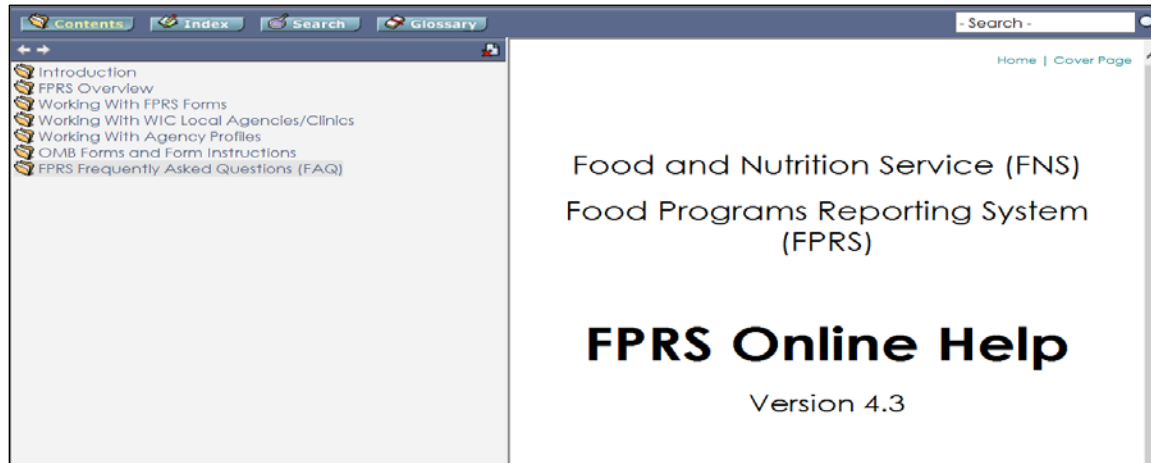 Contents Index Search Glossary - Search -
Introduction
FPRS Overview
Working With FPRS Forms
Working With WIC Local Agencies/Clinics
Working With Agency Profiles
OMB Forms and Form Instructions
FPRS Frequently Asked Questions (FAQ)
Home | Cover Page
Food and Nutrition Service (FNS)
Food Programs Reporting System
(FPRS)
FPRS Online Help
Version 4.3